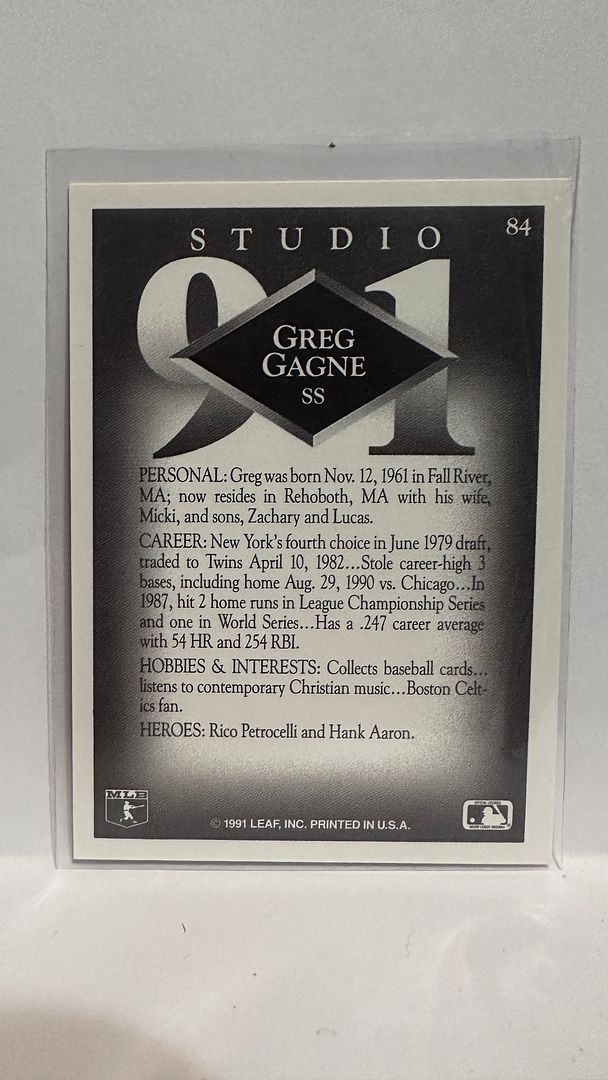 84
STUDIO
91
GREG
GAGNE
SS
PERSONAL: Greg was born Nov. 12, 1961 in Fall River,
MA; now resides in Rehoboth, MA with his wife,
Micki, and sons, Zachary and Lucas.
CAREER: New York's fourth choice in June 1979 draft,
traded to Twins April 10, 1982...Stole career-high 3
bases, including home Aug. 29, 1990 vs. Chicago...In
1987, hit 2 home runs in League Championship Series
and one in World Series...Has a .247 career average
with 54 HR and 254 RBI.
HOBBIES & INTERESTS: Collects baseball cards...
listens to contemporary Christian music...Boston Celt-
ics fan.
HEROES: Rico Petrocelli and Hank Aaron.
MLB
© 1991 LEAF, INC. PRINTED IN U.S.A.